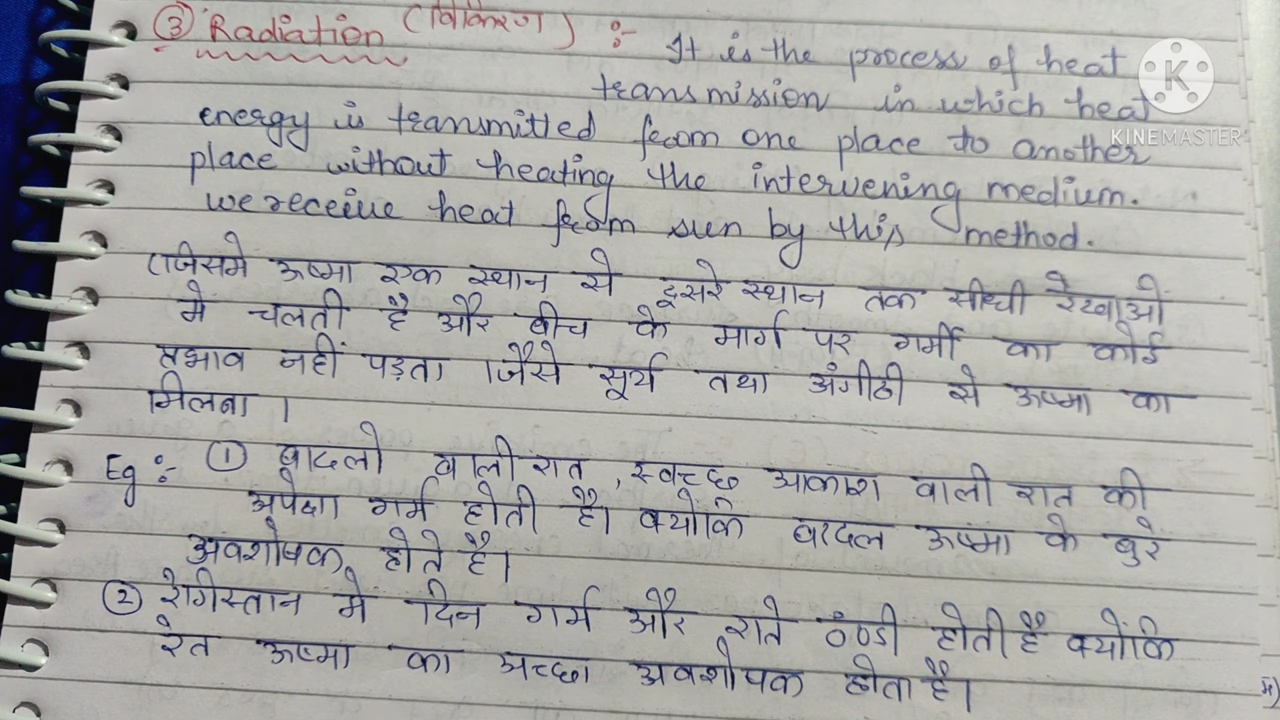 ③ Radiation (विकिरण) :-
It is the process of heat
transmission in which heat
energy is transmitted from one place to another
place without heating the intervening medium.
we receive heat from sun by this method.
(जिसमे ऊष्मा एक स्थान से दूसरे स्थान तक सीधी रेखाओ
मे चलती है और बीच के मार्ग पर गर्मी का कोई
प्रभाव नहीं पड़ता। जैसे सूर्य तथा अंगीठी से ऊष्मा का
मिलना।
Eg :- ① बादलो वाली रात, स्वच्छ आकाश वाली रात की
अपेक्षा गर्म होती है। क्योकि बादल ऊष्मा के बुरे
अवशोषक होते है।
② रेगीस्तान मे दिन गर्म और राते ठण्डी होती है क्योकि
रेत ऊष्मा का अच्छा अवशोषक होता है।
K
KINEMASTER